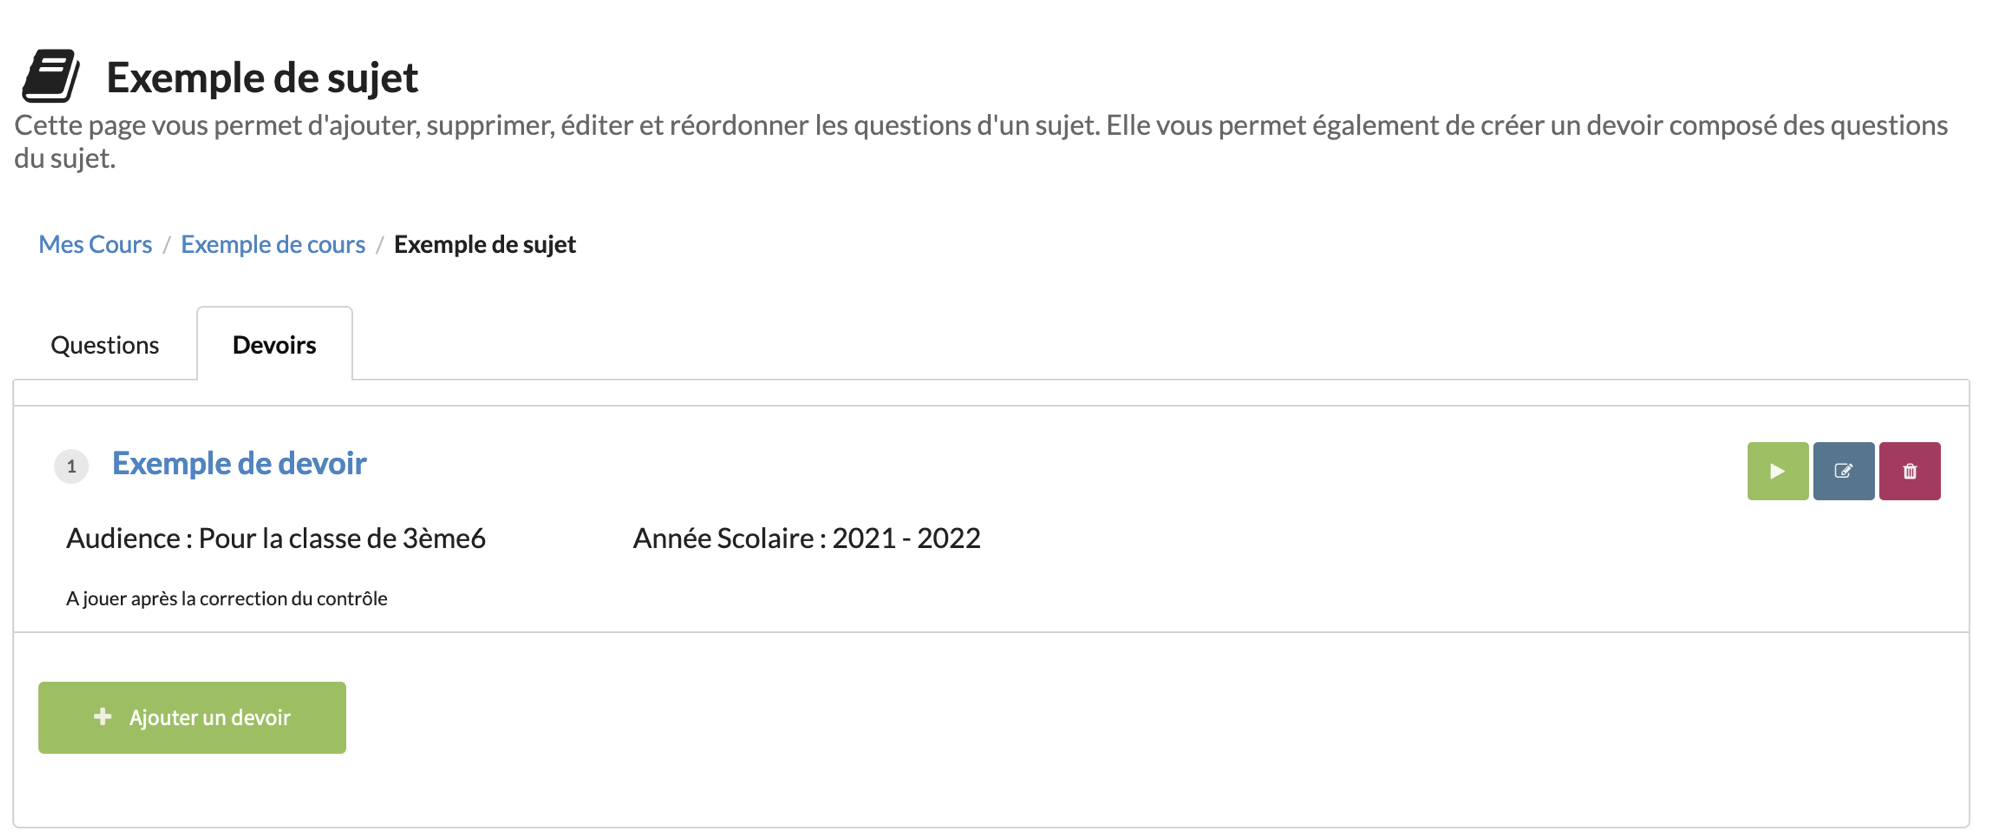 Exemple de sujet
Cette page vous permet d'ajouter, supprimer, éditer et réordonner les questions d'un sujet. Elle vous permet également de créer un devoir composé des questions
du sujet.
Mes Cours / Exemple de cours / Exemple de sujet
Questions Devoirs
1 Exemple de devoir
Audience : Pour la classe de 3ème6 Année Scolaire : 2021 - 2022
A jouer après la correction du contrôle
Ajouter un devoir